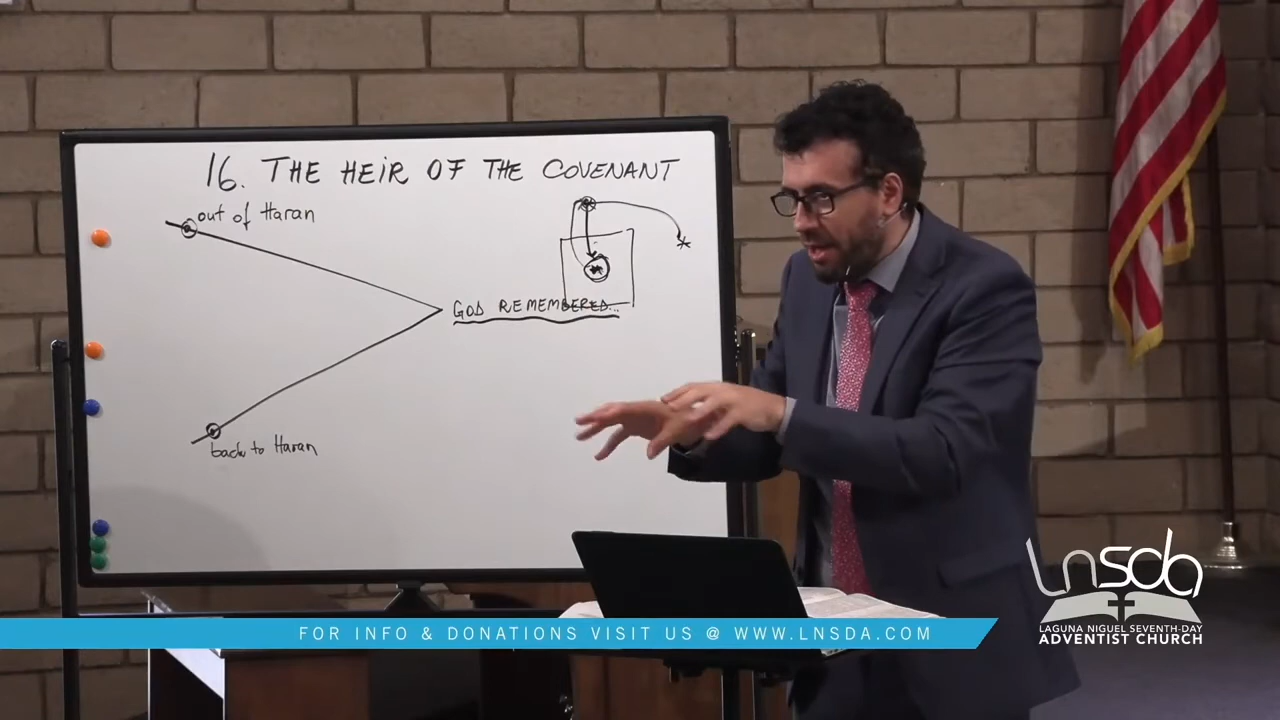 16. THE HEIR OF THE COVENANT
out of Haran
GOD REMEMBERED...
back to Haran
FOR INFO & DONATIONS VISIT US @ WWW.LNSDA.COM
LnSDA
LAGUNA NIGUEL SEVENTH-DAY
ADVENTIST CHURCH